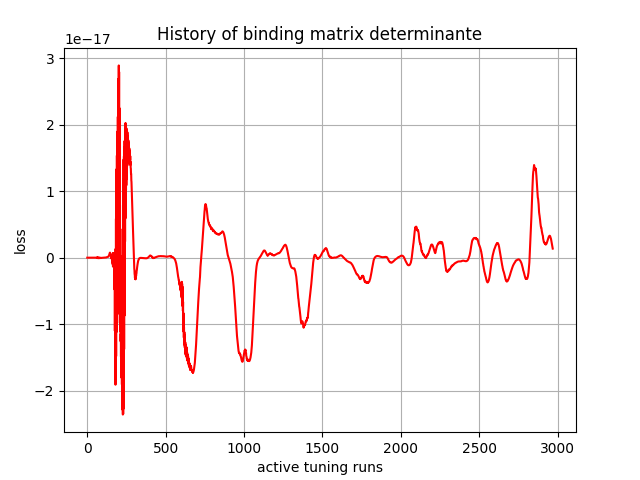 History of binding matrix determinante
1e−17
3
2
1
0
−1
−2
loss
0 500 1000 1500 2000 2500 3000
active tuning runs